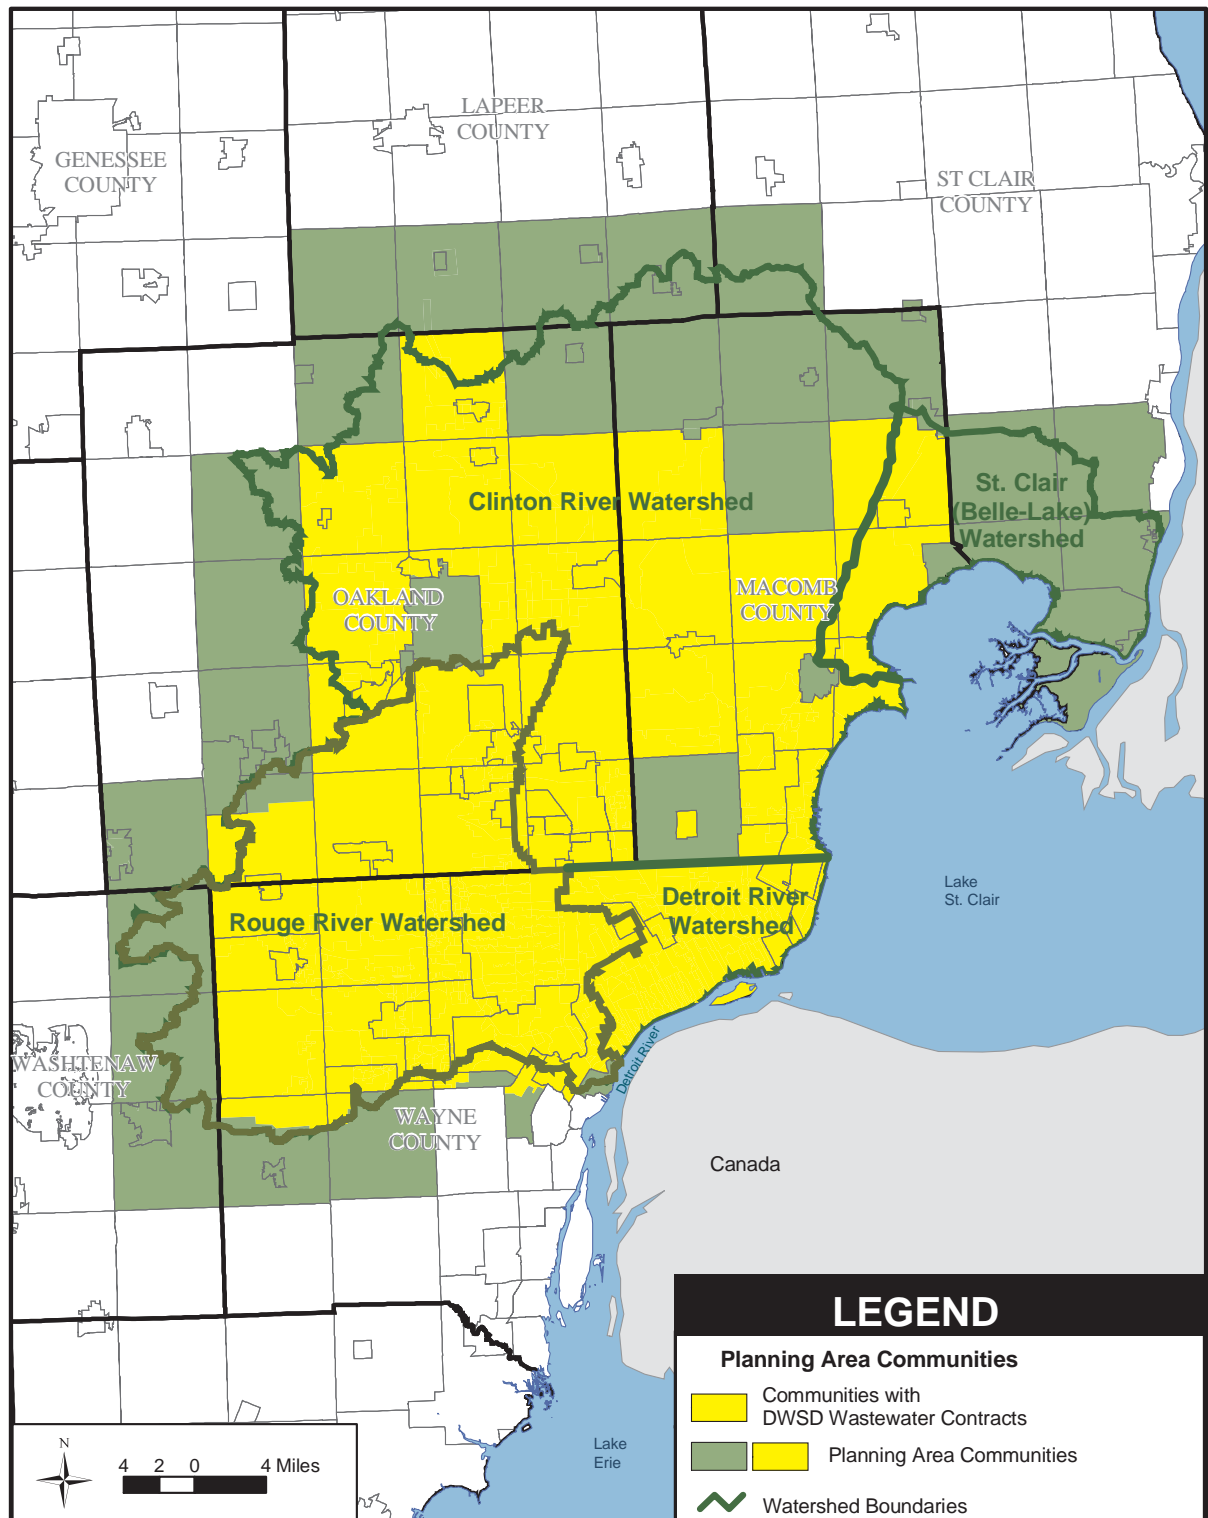 LAPEER
COUNTY
GENESSEE
COUNTY
ST CLAIR
COUNTY
Clinton River Watershed
St. Clair
(Belle-Lake)
Watershed
OAKLAND
COUNTY
MACOMB
COUNTY
Lake
St. Clair
Rouge River Watershed
Detroit River
Watershed
WASHTENAW
COUNTY
Detroit River
WAYNE
COUNTY
Canada
LEGEND
Planning Area Communities
Communities with
DWSD Wastewater Contracts
Planning Area Communities
Watershed Boundaries
Lake
Erie
N
4 2 0 4 Miles